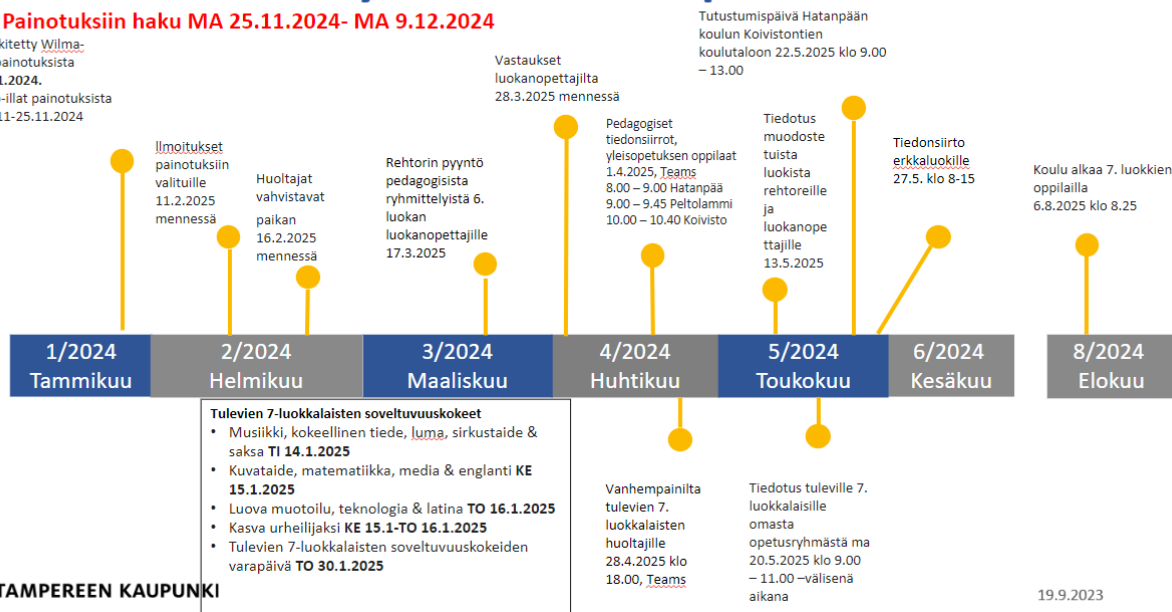 Painotuksiin haku MA 25.11.2024- MA 9.12.2024
kitetty Wilma-
painotuksista
1.2024.
-illat painotuksista
11-25.11.2024
Ilmoitukset
painotuksiin
valituille
11.2.2025
mennessä
Huoltajat
vahvistavat
paikan
16.2.2025
mennessä
Rehtorin pyyntö
pedagogisista
ryhmittelyistä 6.
luokan
luokanopettajille
17.3.2025
Vastaukset
luokanopettajilta
28.3.2025 mennessä
Pedagogiset
tiedonsiirrot,
yleisopetuksen oppilaat
1.4.2025, Teams
8.00 – 9.00 Hatanpää
9.00 – 9.45 Peltolammi
10.00 – 10.40 Koivisto
Tutustumispäivä Hatanpään
koulun Koivistontien
koulutaloon 22.5.2025 klo 9.00
– 13.00
Tiedotus
muodoste
tuista
luokista
rehtoreille
ja
luokanope
ttajille
13.5.2025
Tiedonsiirto
erkkaluokille
27.5. klo 8-15
Koulu alkaa 7. luokkien
oppilailla
6.8.2025 klo 8.25
1/2024
Tammikuu
2/2024
Helmikuu
3/2024
Maaliskuu
4/2024
Huhtikuu
5/2024
Toukokuu
6/2024
Kesäkuu
8/2024
Elokuu
Tulevien 7-luokkalaisten soveltuvuuskokeet
• Musiikki, kokeellinen tiede, luma, sirkustaide &
saksa TI 14.1.2025
• Kuvataide, matematiikka, media & englanti KE
15.1.2025
• Luova muotoilu, teknologia & latina TO 16.1.2025
• Kasva urheilijaksi KE 15.1-TO 16.1.2025
• Tulevien 7-luokkalaisten soveltuvuuskokeiden
varapäivä TO 30.1.2025
Vanhempainilta
tulevien 7.
luokkalaisten
huoltajille
28.4.2025 klo
18.00, Teams
Tiedotus tuleville 7.
luokkalaisille
omasta
opetusryhmästä ma
20.5.2025 klo 9.00
– 11.00 –välisenä
aikana
TAMPEREEN KAUPUNKI
19.9.2023